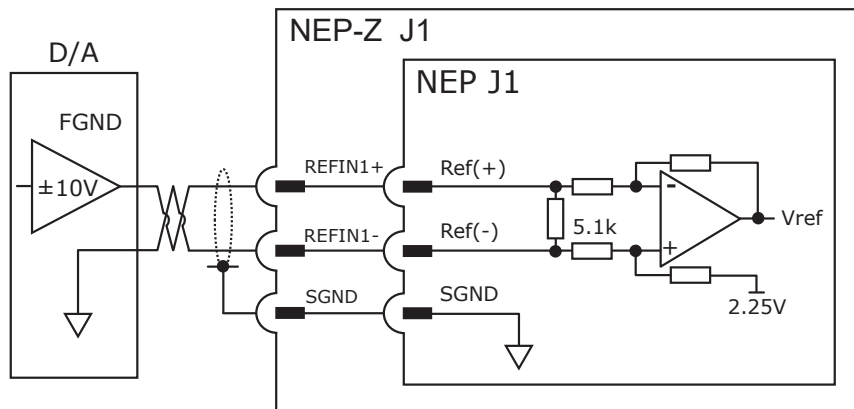 NEP-Z J1
D/A
NEP J1
FGND
±10V
REFIN1+
Ref(+)
-
5.1k
Vref
REFIN1-
Ref(-)
+
2.25V
SGND
SGND